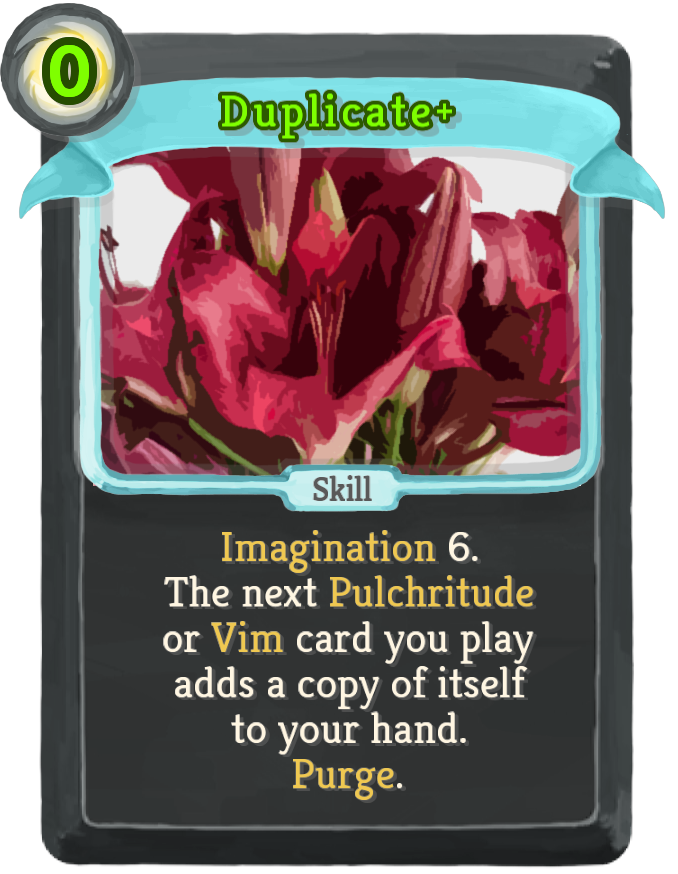 0
Duplicate+
Skill
Imagination 6.
The next Pulchritude
or Vim card you play
adds a copy of itself
to your hand.
Purge.